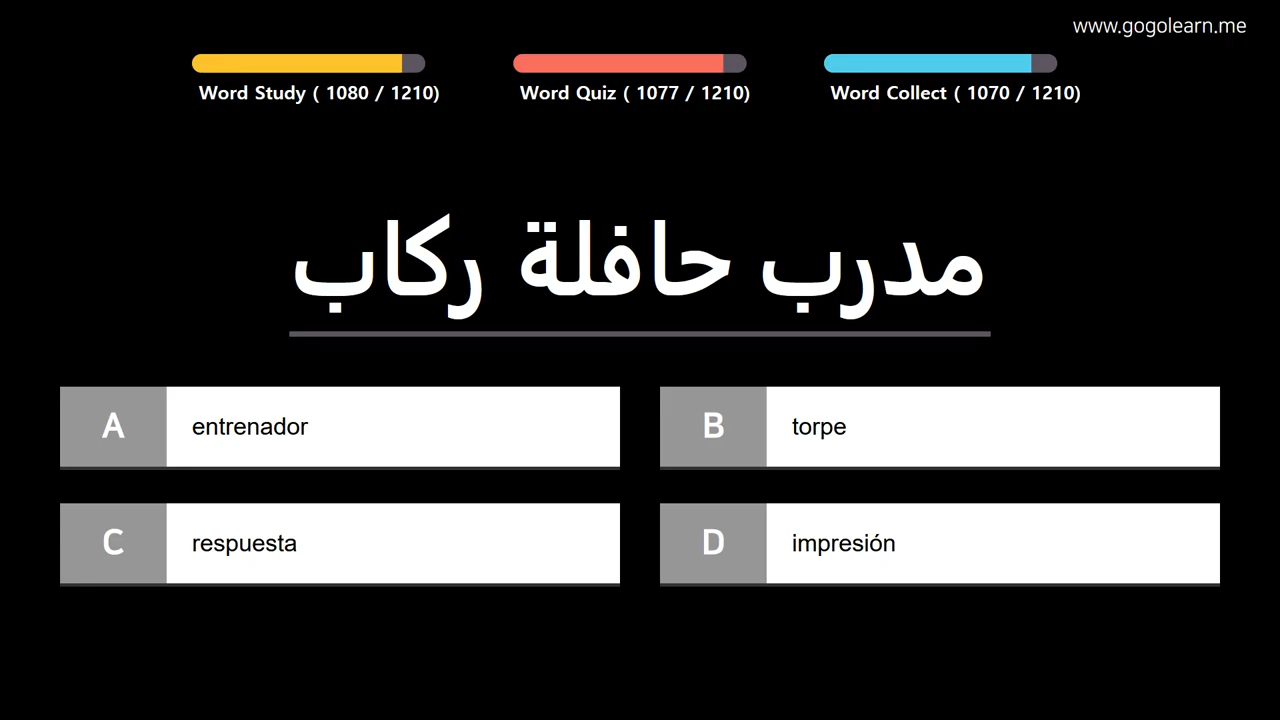 www.gogolearn.me
Word Study ( 1080 / 1210)
Word Quiz ( 1077 / 1210)
Word Collect ( 1070 / 1210)
مدرب حافلة ركاب
A entrenador
B torpe
C respuesta
D impresión